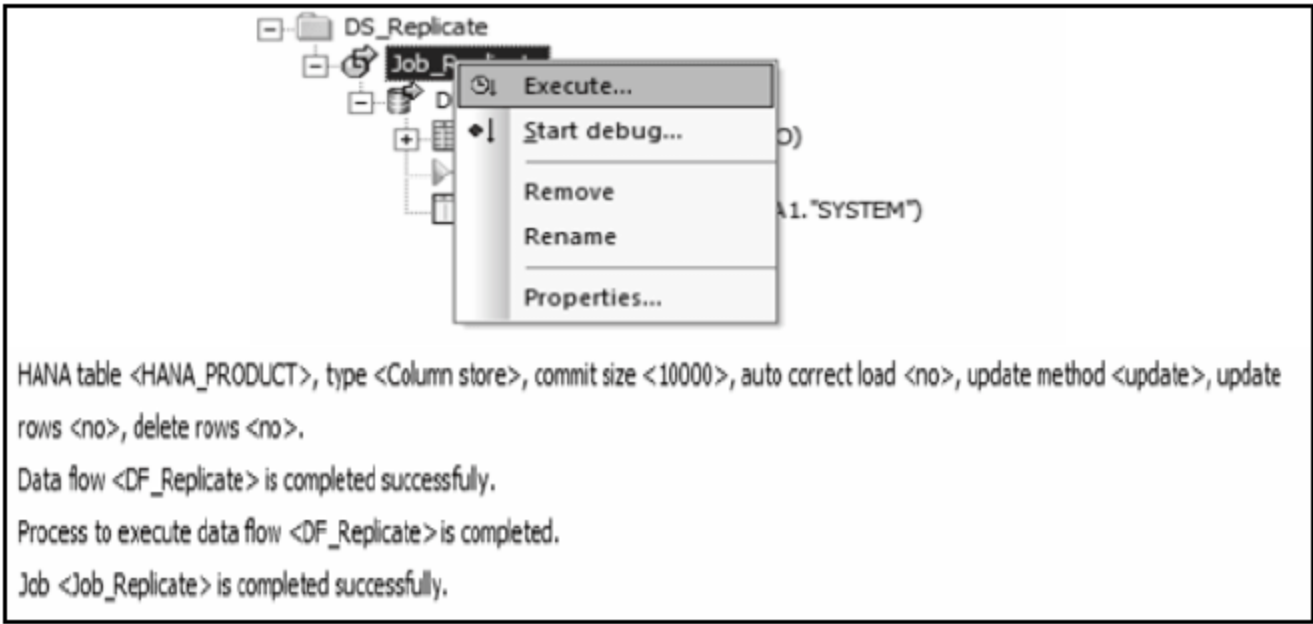 DS_Replicate
Job_R
Execute...
D
Start debug...
O)
Remove
A1."SYSTEM")
Rename
Properties...
HANA table <HANA_PRODUCT>, type <Column store>, commit size <10000>, auto correct load <no>, update method <update>, update
rows <no>, delete rows <no>.
Data flow <DF_Replicate> is completed successfully.
Process to execute data flow <DF_Replicate> is completed.
Job <Job_Replicate> is completed successfully.